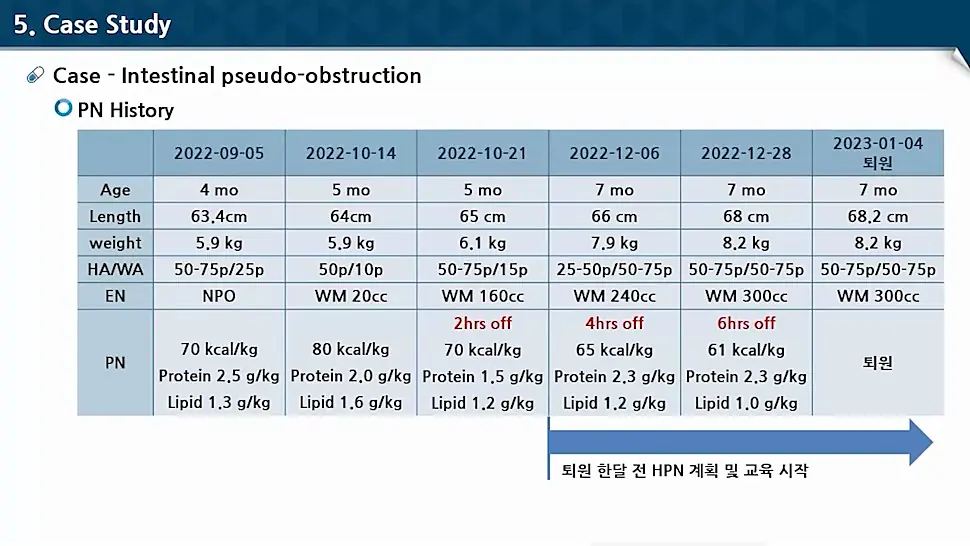 5. Case Study
Case - Intestinal pseudo-obstruction
PN History
2022-09-05 2022-10-14 2022-10-21 2022-12-06 2022-12-28 2023-01-04 퇴원
Age 4 mo 5 mo 5 mo 7 mo 7 mo 7 mo
Length 63.4cm 64cm 65 cm 66 cm 68 cm 68.2 cm
weight 5.9 kg 5.9 kg 6.1 kg 7.9 kg 8.2 kg 8.2 kg
HA/WA 50-75p/25p 50p/10p 50-75p/15p 25-50p/50-75p 50-75p/50-75p 50-75p/50-75p
EN NPO WM 20cc WM 160cc WM 240cc WM 300cc WM 300cc
2hrs off 4hrs off 6hrs off
70 kcal/kg 80 kcal/kg 70 kcal/kg 65 kcal/kg 61 kcal/kg
PN Protein 2.5 g/kg Protein 2.0 g/kg Protein 1.5 g/kg Protein 2.3 g/kg Protein 2.3 g/kg 퇴원
Lipid 1.3 g/kg Lipid 1.6 g/kg Lipid 1.2 g/kg Lipid 1.2 g/kg Lipid 1.0 g/kg
퇴원 한달 전 HPN 계획 및 교육 시작